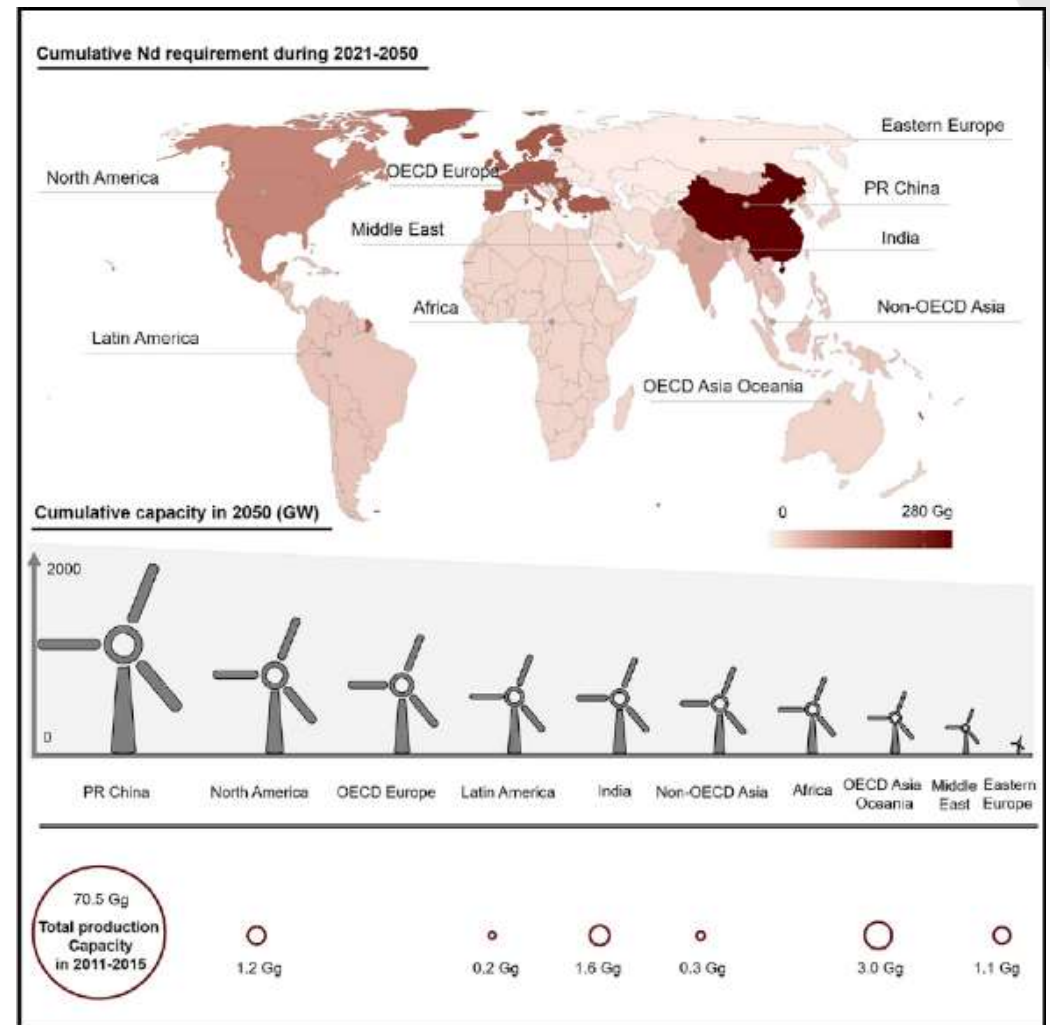 Cumulative Nd requirement during 2021-2050
Eastern Europe
OECD Europe
North America
PR China
Middle East
India
Africa
Non-OECD Asia
Latin America
OECD Asia Oceania
Cumulative capacity in 2050 (GW)
0 280 Gg
2000
0
PR China North America OECD Europe Latin America India Non-OECD Asia Africa OECD Asia Middle Eastern
Oceania East Europe
70.5 Gg
Total production
Capacity
in 2011-2015
1.2 Gg 0.2 Gg 1.6 Gg 0.3 Gg 3.0 Gg 1.1 Gg